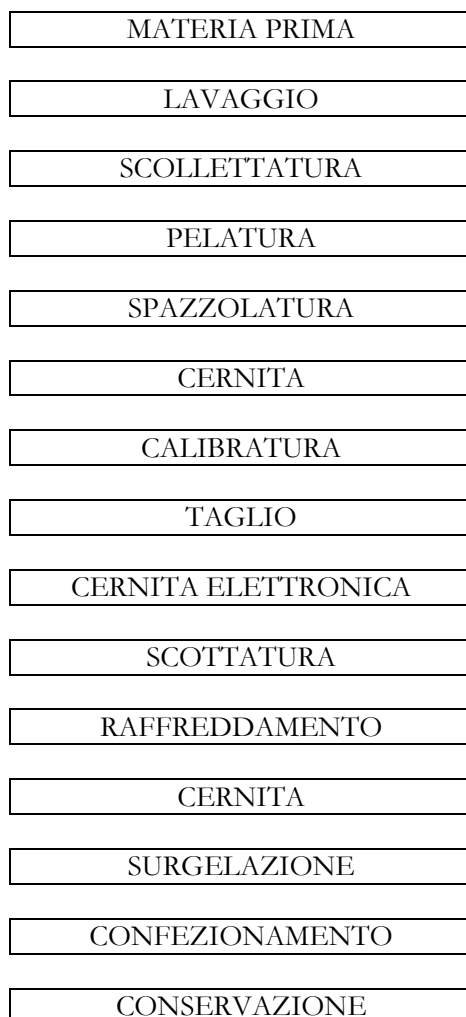 MATERIA PRIMA
LAVAGGIO
SCOLLETTATURA
PELATURA
SPAZZOLATURA
CERNITA
CALIBRATURA
TAGLIO
CERNITA ELETTRONICA
SCOTTATURA
RAFFREDDAMENTO
CERNITA
SURGELAZIONE
CONFEZIONAMENTO
CONSERVAZIONE